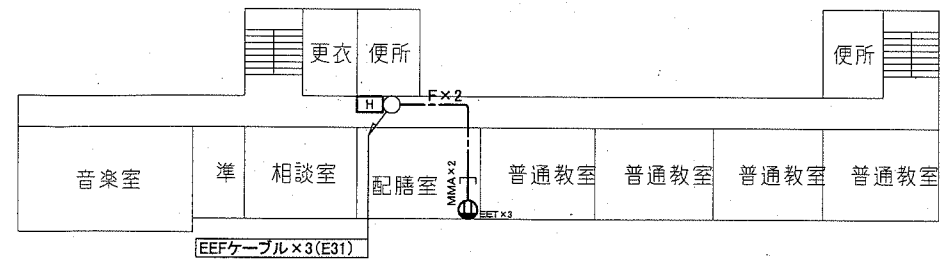 更衣 便所
便所
H
F×2
音楽室
準
相談室
配膳室
MMA×2
EET×3
普通教室
普通教室
普通教室
普通教室
EEFケーブル×3(E31)